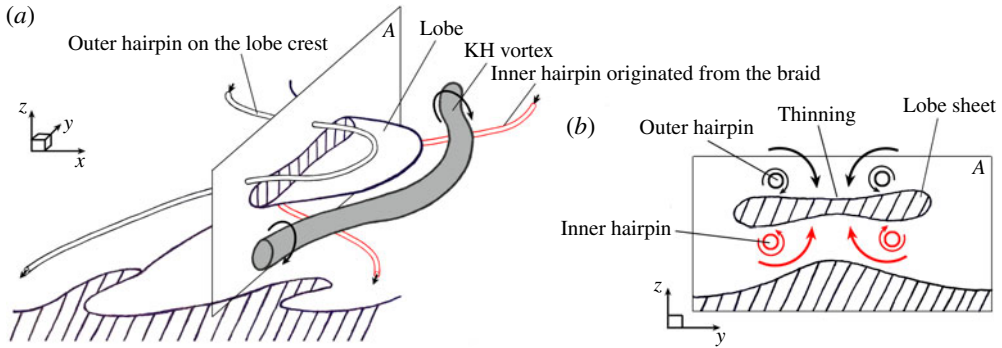 (a)
A
Lobe
Outer hairpin on the lobe crest
KH vortex
Inner hairpin originated from the braid
z
y
x
(b)
Thinning
Lobe sheet
Outer hairpin
A
Inner hairpin
z
y